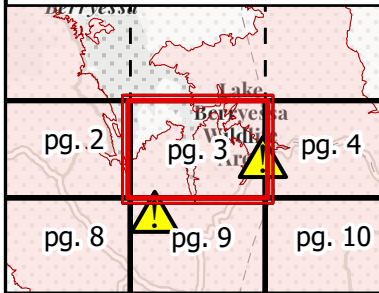 Berryessa
Lake
Berryessa
Wildlife
Area
pg. 2
pg. 3
pg. 4
pg. 8
pg. 9
pg. 10